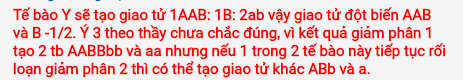 Tế bào Y sẽ tạo giao tử 1AAB: 1B: 2ab vậy giao tử đột biến AAB
và B -1/2. Ý 3 theo thầy chưa chắc đúng, vì kết quả giảm phân 1
tạo 2 tb AABBbb và aa nhưng nếu 1 trong 2 tế bào này tiếp tục rối
loạn giảm phân 2 thì có thể tạo giao tử khác ABb và a.